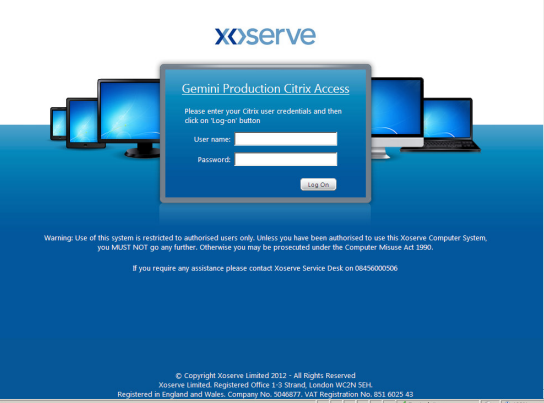 xoserve
Gemini Production Citrix Access
Please enter your Citrix user credentials and then
click on 'Log-on' button
User name:
Password:
Log On
Warning: Use of this system is restricted to authorised users only. Unless you have been authorised to use this Xoserve Computer System,
you MUST NOT go any further. Otherwise you may be prosecuted under the Computer Misuse Act 1990.
If you require any assistance please contact Xoserve Service Desk on 08456000506
© Copyright Xoserve Limited 2012 - All Rights Reserved
Xoserve Limited. Registered Office 1-3 Strand, London WC2N 5EH.
Registered in England and Wales. Company No. 5046877. VAT Registration No. 851 6025 43